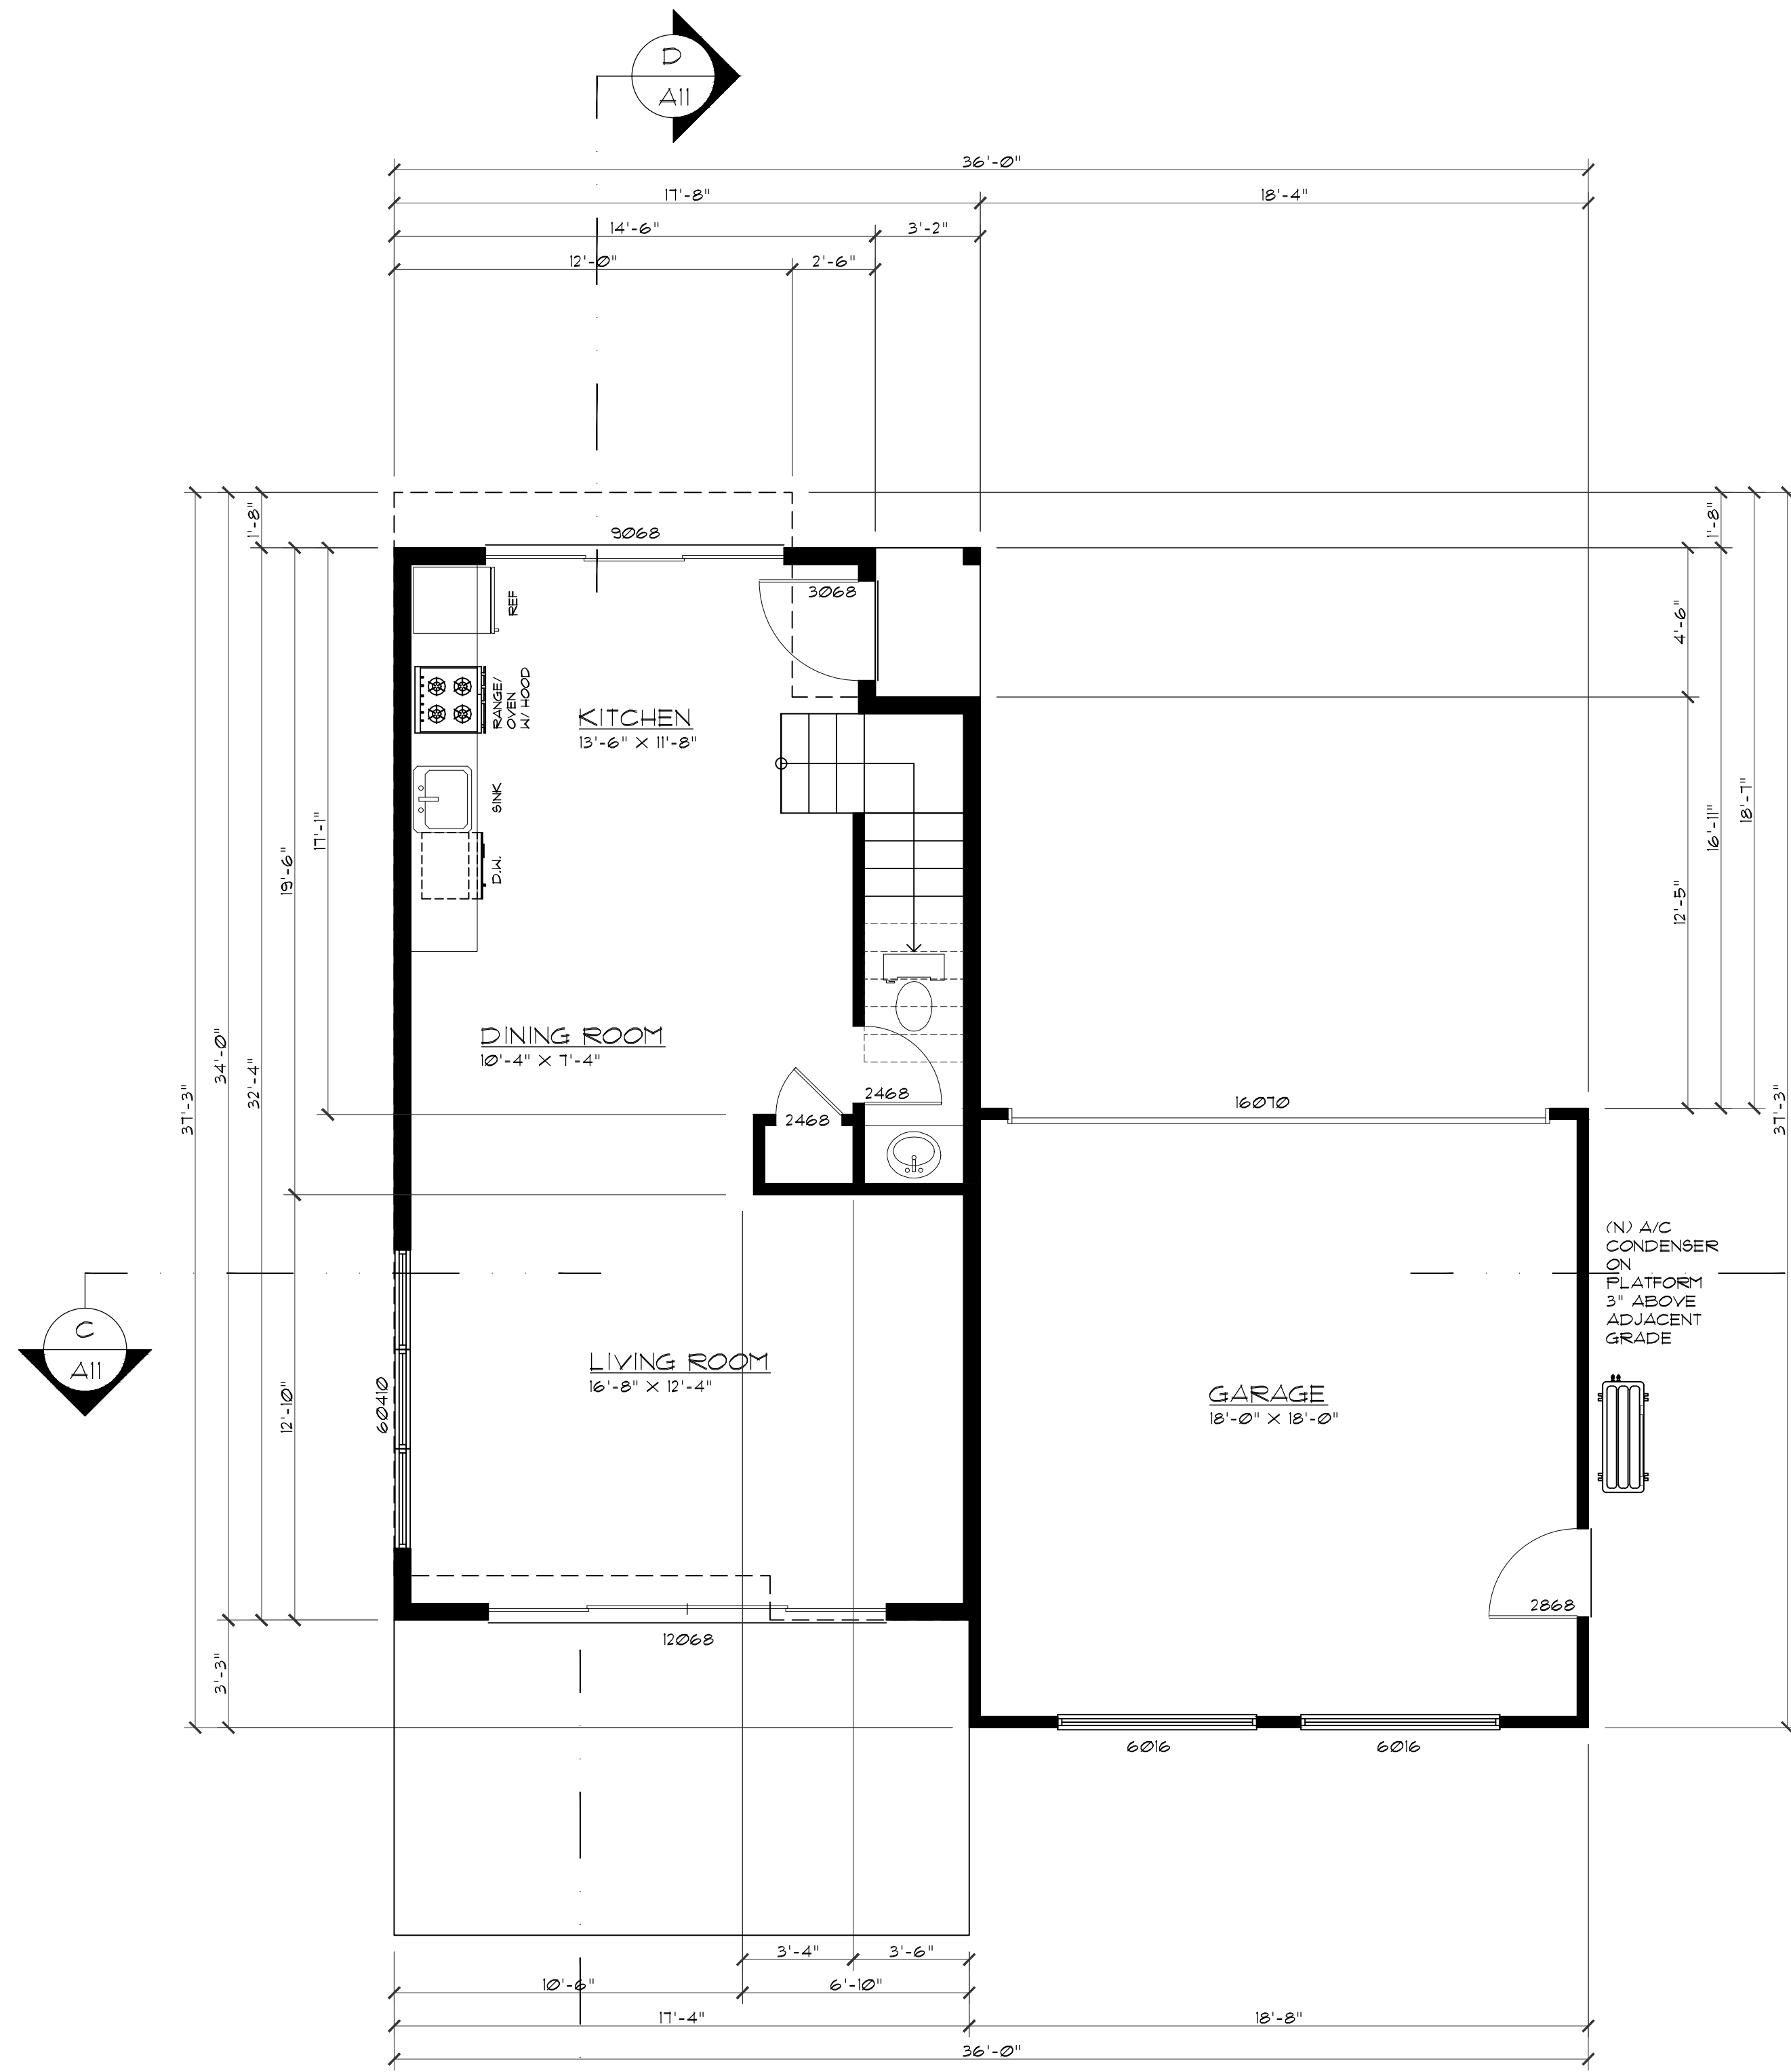 D
A11
36'-0"
17'-8"
18'-4"
14'-6"
3'-2"
12'-0"
2'-6"
1'-8"
1'-8"
9068
3068
REF
RANGE/
OVEN
W/ HOOD
KITCHEN
13'-6" X 11'-8"
SINK
D.W.
4'-6"
17'-1"
19'-6"
18'-7"
16'-11"
12'-5"
DINING ROOM
10'-4" X 7'-4"
34'-0"
32'-4"
37'-3"
37'-3"
2468
2468
16070
(N) A/C
CONDENSER
ON
PLATFORM
3" ABOVE
ADJACENT
GRADE
C
A11
LIVING ROOM
16'-8" X 12'-4"
60410
12'-10"
GARAGE
18'-0" X 18'-0"
2868
12068
3'-3"
6016
6016
3'-4"
3'-6"
10'-6"
6'-10"
17'-4"
18'-8"
36'-0"